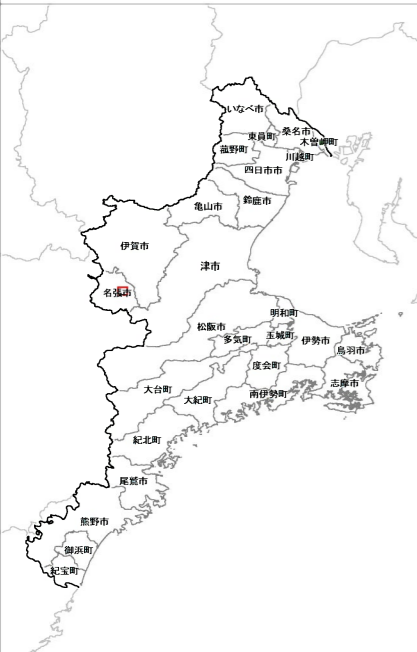 いなべ市
桑名市
東員町
木曽岬町
菰野町
川越町
四日市市
亀山市
鈴鹿市
伊賀市
津市
名張市
明和町
松阪市
多気町
玉城町
伊勢市
鳥羽市
度会町
志摩市
大台町
大紀町
南伊勢町
紀北町
尾鷲市
熊野市
御浜町
紀宝町